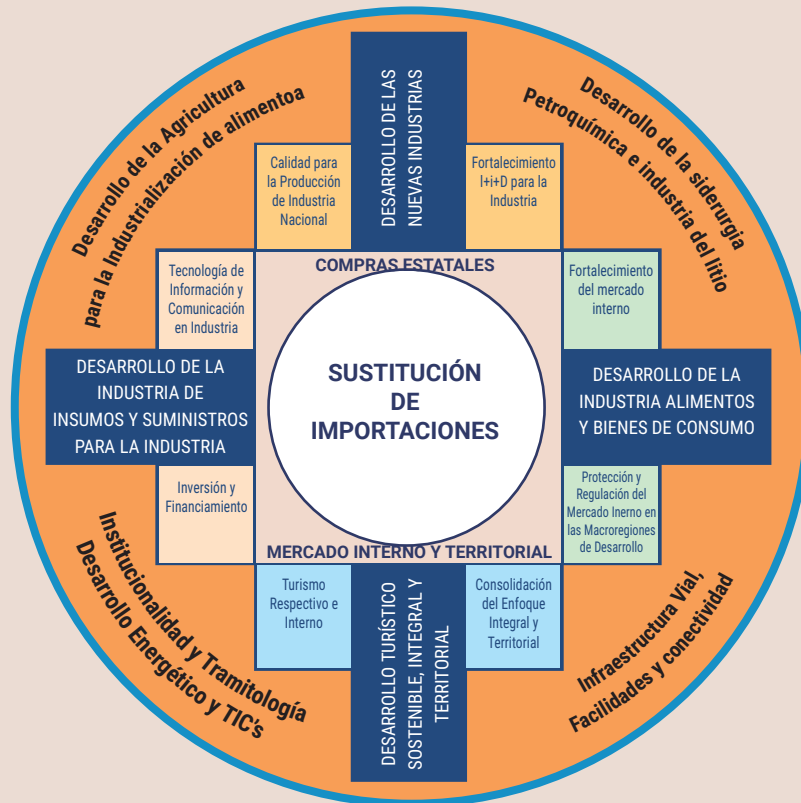 Desarrollo de la Agricultura
para la Industrialización de alimentoa
DESARROLLO DE LAS
NUEVAS INDUSTRIAS
Desarrollo de la siderurgia
Petroquímica e industria del litio
Calidad para
la Producción
de Industria
Nacional
Fortalecimiento
I+i+D para la
Industria
Tecnología de
Información y
Comunicación
en Industria
COMPRAS ESTATALES
Fortalecimiento
del mercado
interno
DESARROLLO DE LA
INDUSTRIA DE
INSUMOS Y SUMINISTROS
PARA LA INDUSTRIA
SUSTITUCIÓN
DE
IMPORTACIONES
DESARROLLO DE LA
INDUSTRIA ALIMENTOS
Y BIENES DE CONSUMO
Inversión y
Financiamiento
Protección y
Regulación del
Mercado Inerno en
las Macroregiones
de Desarrollo
MERCADO INTERNO Y TERRITORIAL
Turismo
Respectivo e
Interno
DESARROLLO TURÍSTICO
SOSTENIBLE, INTEGRAL Y
TERRITORIAL
Consolidación
del Enfoque
Integral y
Territorial
Institucionalidad y Tramitología
Desarrollo Energético y TIC's
Infraestructura Vial,
Facilidades y conectividad